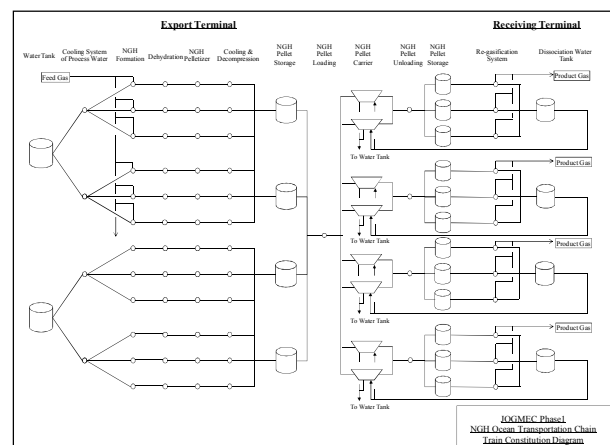 Export Terminal
Receiving Terminal
Water Tank
Cooling System
of Process Water
NGH
Formation
Dehydration
NGH
Pelletizer
Cooling &
Decompression
NGH
Pellet
Storage
NGH
Pellet
Loading
NGH
Pellet
Carrier
NGH
Pellet
Unloading
NGH
Pellet
Storage
Re-gasification
System
Dissociation Water
Tank
Feed Gas
Product Gas
To Water Tank
Product Gas
To Water Tank
Product Gas
To Water Tank
Product Gas
To Water Tank
JOGMEC Phase1
NGH Ocean Transportation Chain
Train Constitution Diagram